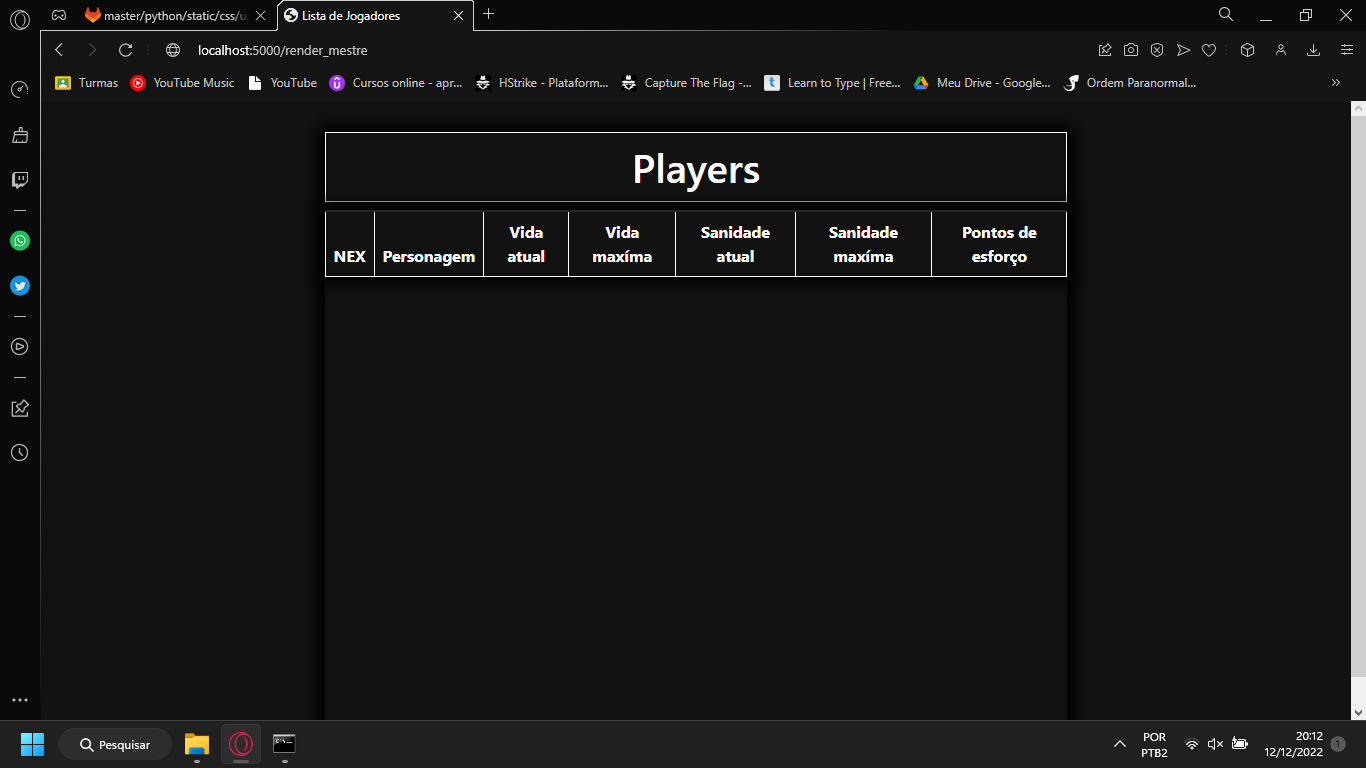 master/python/static/css/u
Lista de Jogadores
localhost:5000/render_mestre
Turmas
YouTube Music
YouTube
Cursos online - apr...
HStrike - Plataform...
Capture The Flag -...
Learn to Type | Free...
Meu Drive - Google...
Ordem Paranormal...
Players
NEX
Personagem
Vida
atual
Vida
maxíma
Sanidade
atual
Sanidade
maxíma
Pontos de
esforço
Pesquisar
POR
PTB2
20:12
12/12/2022
1